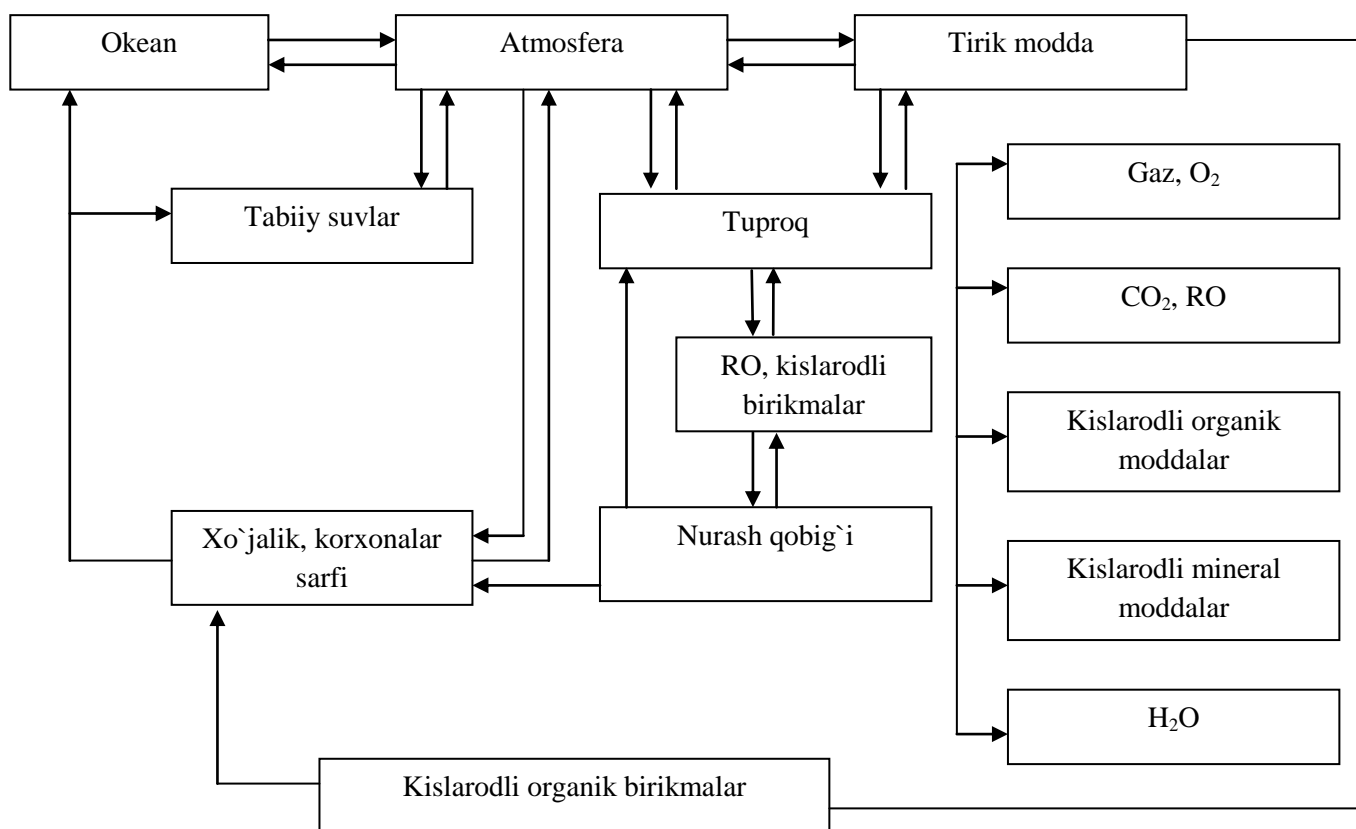 Okean
Atmosfera
Tirik modda
Gaz, O₂
Tabiiy suvlar
Tuproq
CO₂, RO
RO, kislarodli
birikmalar
Kislarodli organik
moddalar
Xo`jalik, korxonalar
sarfi
Nurash qobig`i
Kislarodli mineral
moddalar
H₂O
Kislarodli organik birikmalar